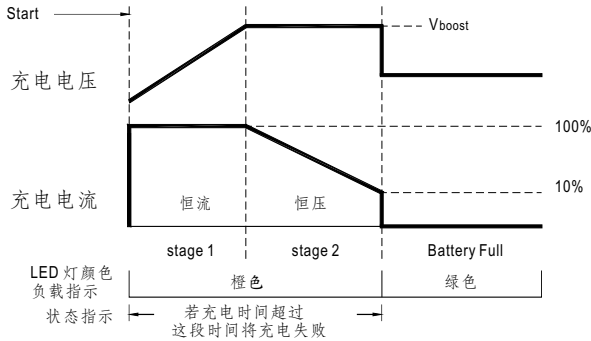 Start
Vboost
充电电压
100%
充电电流
10%
恒流
恒压
stage 1
stage 2
Battery Full
LED 灯颜色
负载指示
橙色
绿色
状态指示
若充电时间超过
这段时间将充电失败